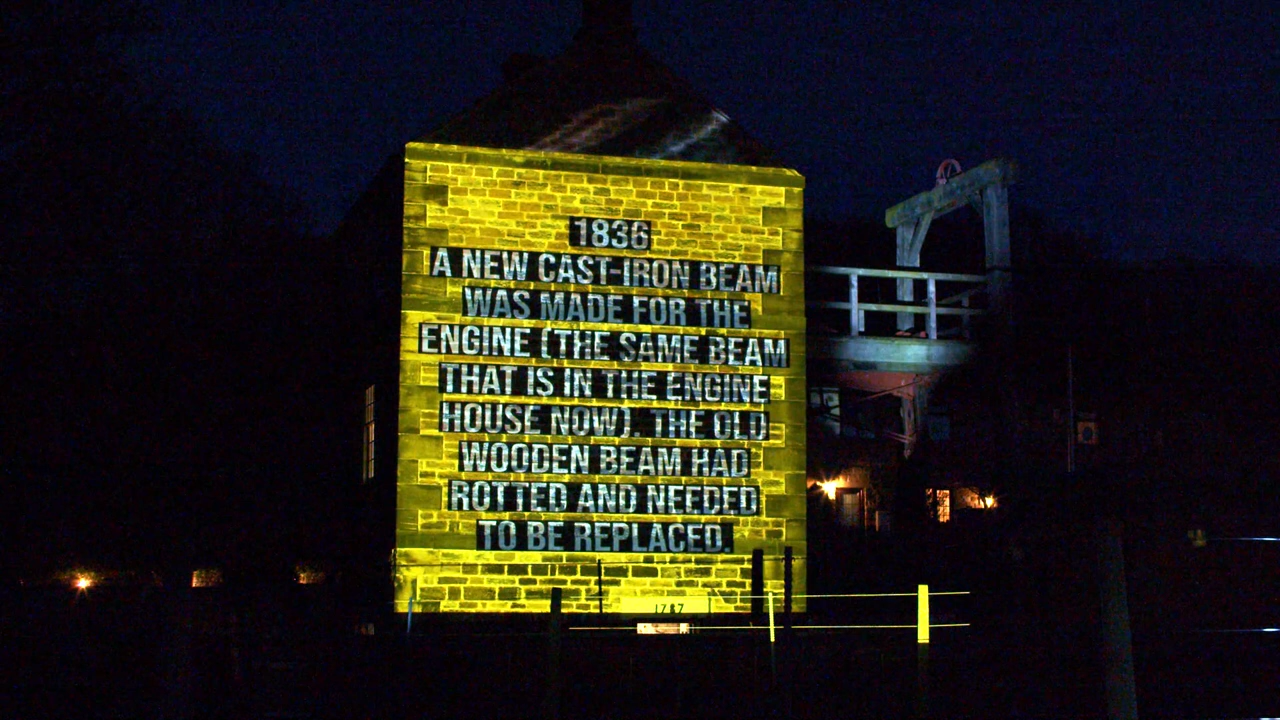 1836
A NEW CAST-IRON BEAM
WAS MADE FOR THE
ENGINE (THE SAME BEAM
THAT IS IN THE ENGINE
HOUSE NOW). THE OLD
WOODEN BEAM HAD
ROTTED AND NEEDED
TO BE REPLACED.
1787